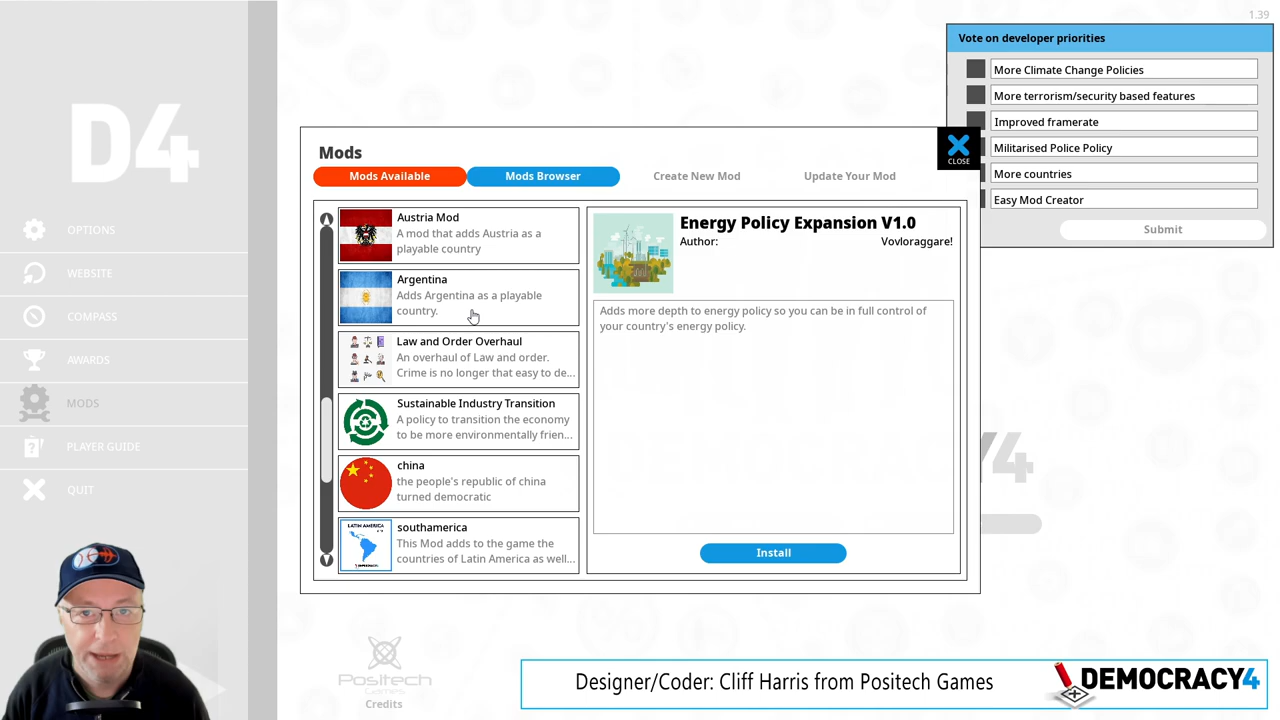 1.39
D4
Vote on developer priorities
More Climate Change Policies
More terrorism/security based features
Improved framerate
Militarised Police Policy
More countries
Easy Mod Creator
Submit
OPTIONS
WEBSITE
COMPASS
AWARDS
MODS
PLAYER GUIDE
QUIT
Mods
CLOSE
Mods Available
Mods Browser
Create New Mod
Update Your Mod
Austria Mod
A mod that adds Austria as a
playable country
Argentina
Adds Argentina as a playable
country.
Law and Order Overhaul
An overhaul of Law and order.
Crime is no longer that easy to de...
Sustainable Industry Transition
A policy to transition the economy
to be more environmentally frien...
china
the people's republic of china
turned democratic
LATIN AMERICA
southamerica
This Mod adds to the game the
countries of Latin America as well...
Energy Policy Expansion V1.0
Author: Vovloraggare!
Adds more depth to energy policy so you can be in full control of
your country's energy policy.
Install
Positech
Games
Credits
Designer/Coder: Cliff Harris from Positech Games
DEMOCRACY4